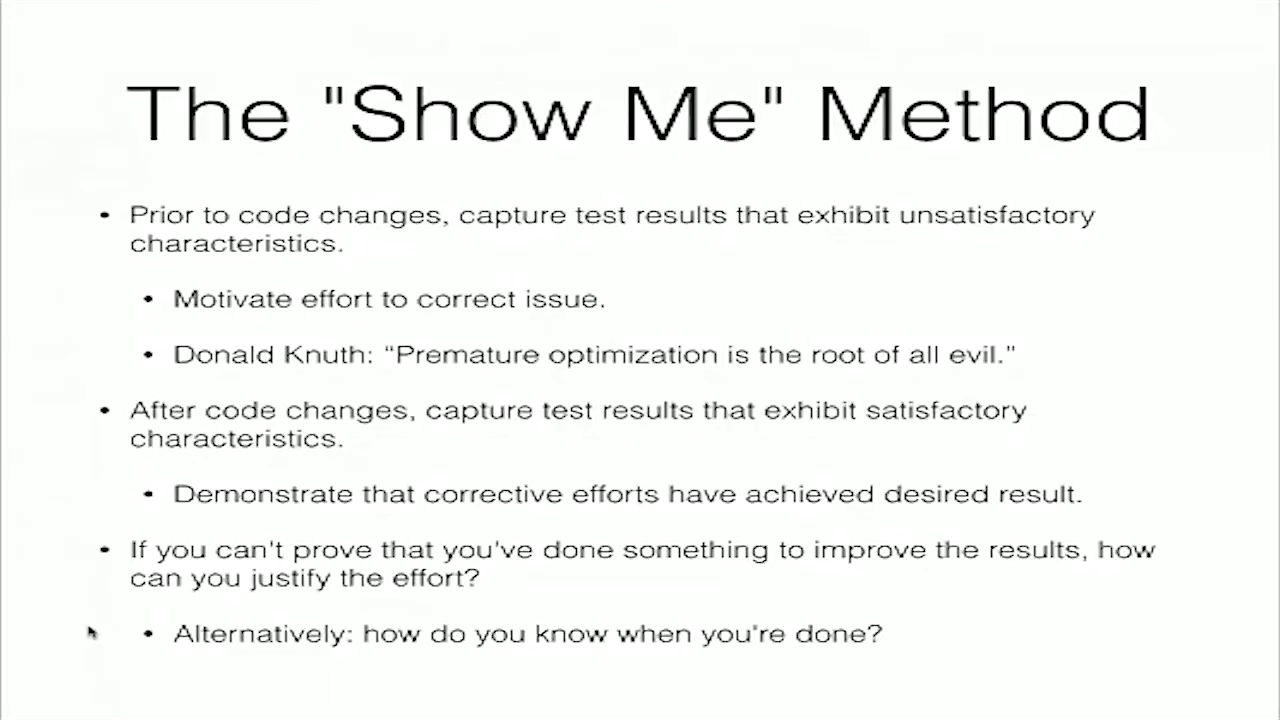 The "Show Me" Method
• Prior to code changes, capture test results that exhibit unsatisfactory
characteristics.
• Motivate effort to correct issue.
• Donald Knuth: “Premature optimization is the root of all evil."
• After code changes, capture test results that exhibit satisfactory
characteristics.
• Demonstrate that corrective efforts have achieved desired result.
• If you can't prove that you've done something to improve the results, how
can you justify the effort?
• Alternatively: how do you know when you're done?